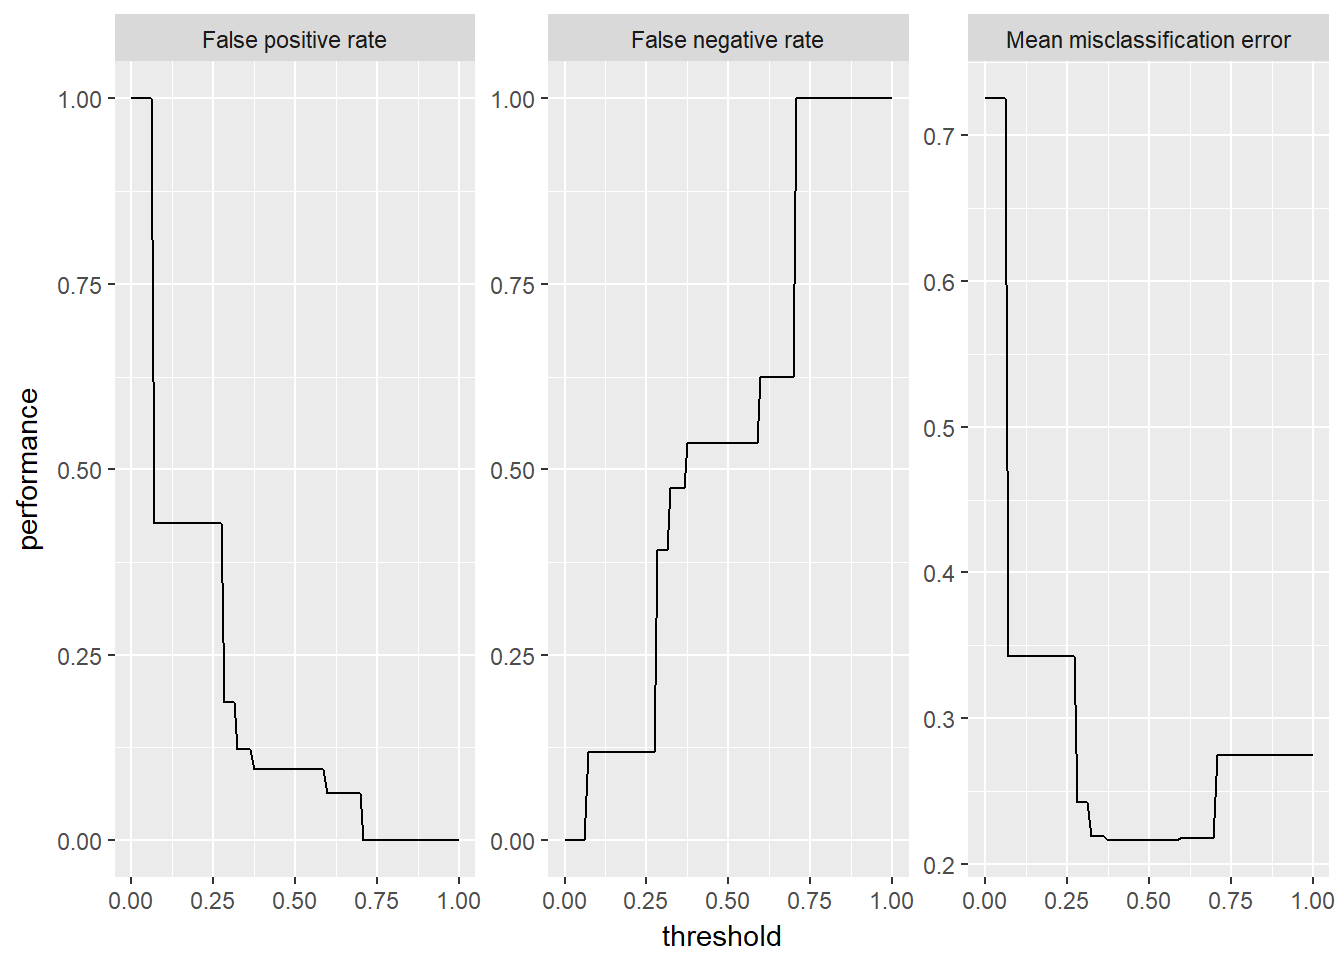 False positive rate
False negative rate
Mean misclassification error
performance
1.00
0.75
0.50
0.25
0.00
1.00
0.75
0.50
0.25
0.00
0.7
0.6
0.5
0.4
0.3
0.2
0.00 0.25 0.50 0.75 1.00
0.00 0.25 0.50 0.75 1.00
0.00 0.25 0.50 0.75 1.00
threshold